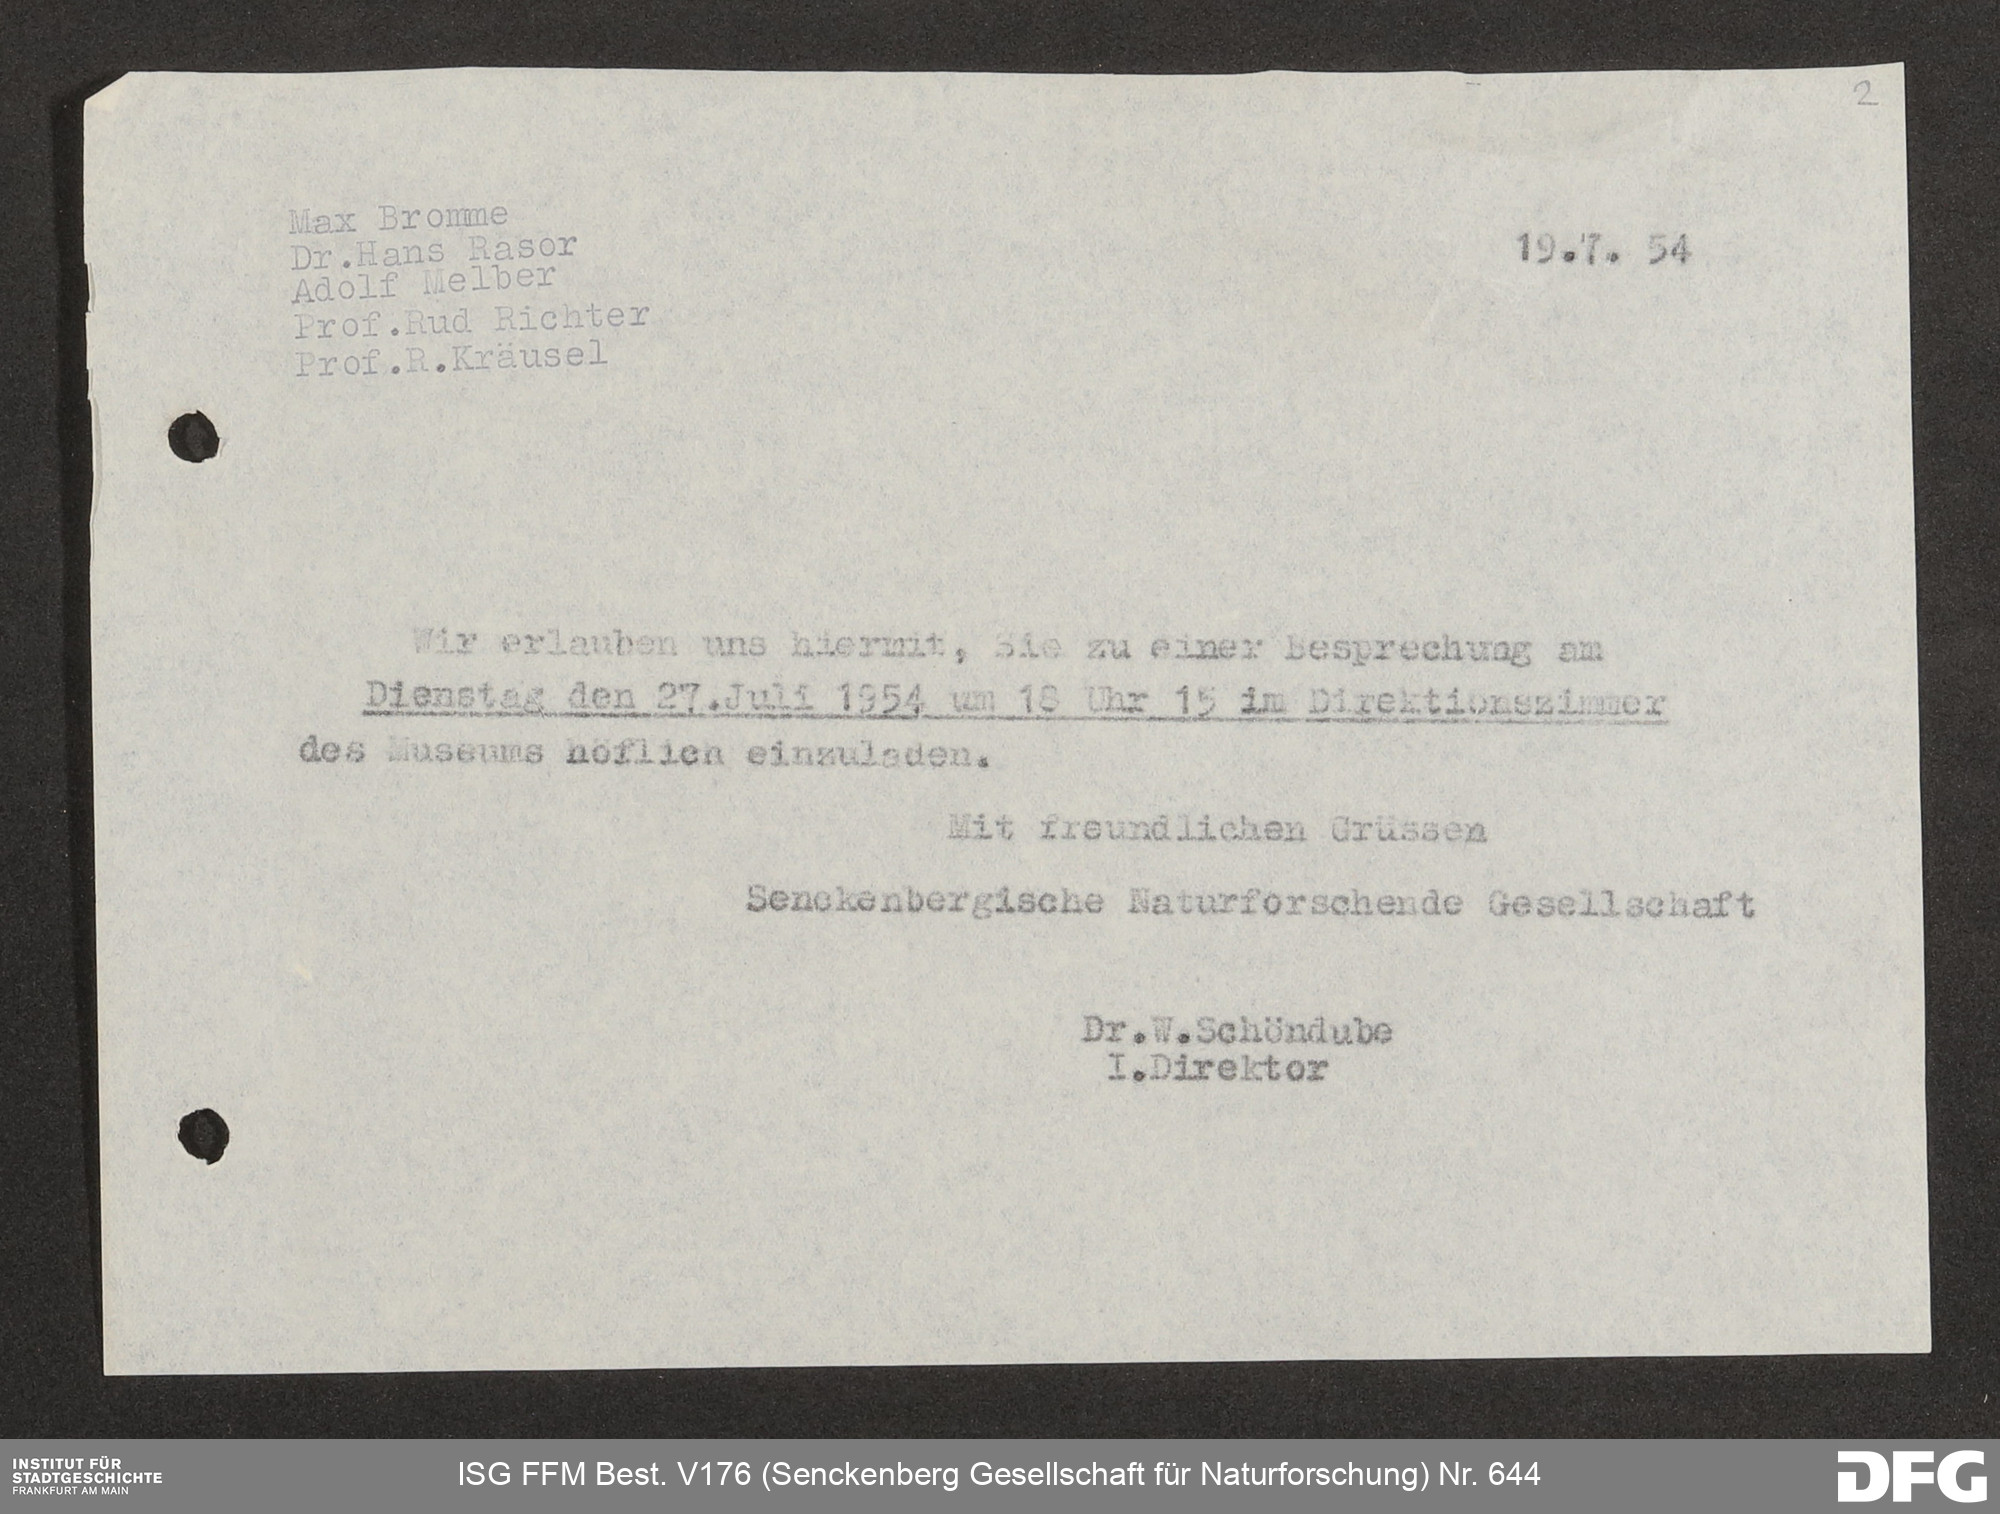 2
Max Bromme
Dr.Hans Rasor
Adolf Melber
Prof.Rud Richter
Prof.R.Kräusel
19.7. 54
Wir erlauben uns hiermit, Sie zu einer Besprechung am
Dienstag den 27.Juli 1954 um 18 Uhr 15 im Direktionszimmer
des Museums höflich einzuladen.
Mit freundlichen Grüssen
Senckenbergische Naturforschende Gesellschaft
Dr.W.Schöndube
I.Direktor
INSTITUT FÜR
STADTGESCHICHTE
FRANKFURT AM MAIN
ISG FFM Best. V176 (Senckenberg Gesellschaft für Naturforschung) Nr. 644
DFG